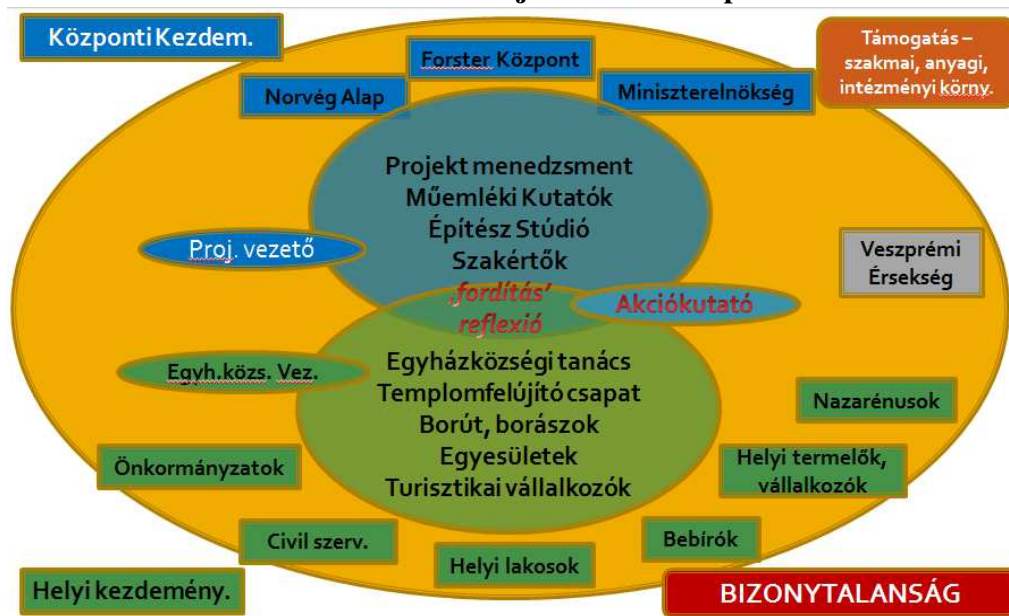 Központi Kezdem.
Forster Központ
Támogatás –
szakmai, anyagi,
intézményi körny.
Norvég Alap
Miniszterelnökség
Projekt menedzsment
Műemléki Kutatók
Építész Stúdió
Szakértők
‚fordítás’
reflexió
Proj. vezető
Akciókutató
Veszprémi
Érsekség
Egyh.közs. Vez.
Egyházközségi tanács
Templomfelújító csapat
Borút, borászok
Egyesületek
Turisztikai vállalkozók
Nazarénusok
Önkormányzatok
Helyi termelők,
vállalkozók
Civil szerv.
Helyi lakosok
Bebírók
Helyi kezdemény.
BIZONYTALANSÁG